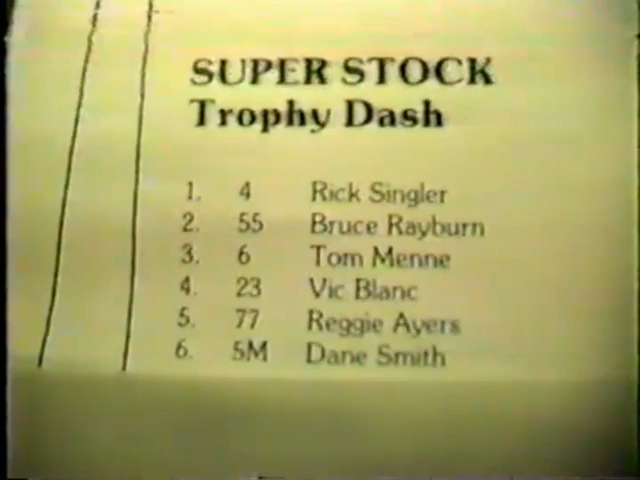 SUPER STOCK
Trophy Dash
1. 4 Rick Singler
2. 55 Bruce Rayburn
3. 6 Tom Menne
4. 23 Vic Blanc
5. 77 Reggie Ayers
6. 5M Dane Smith